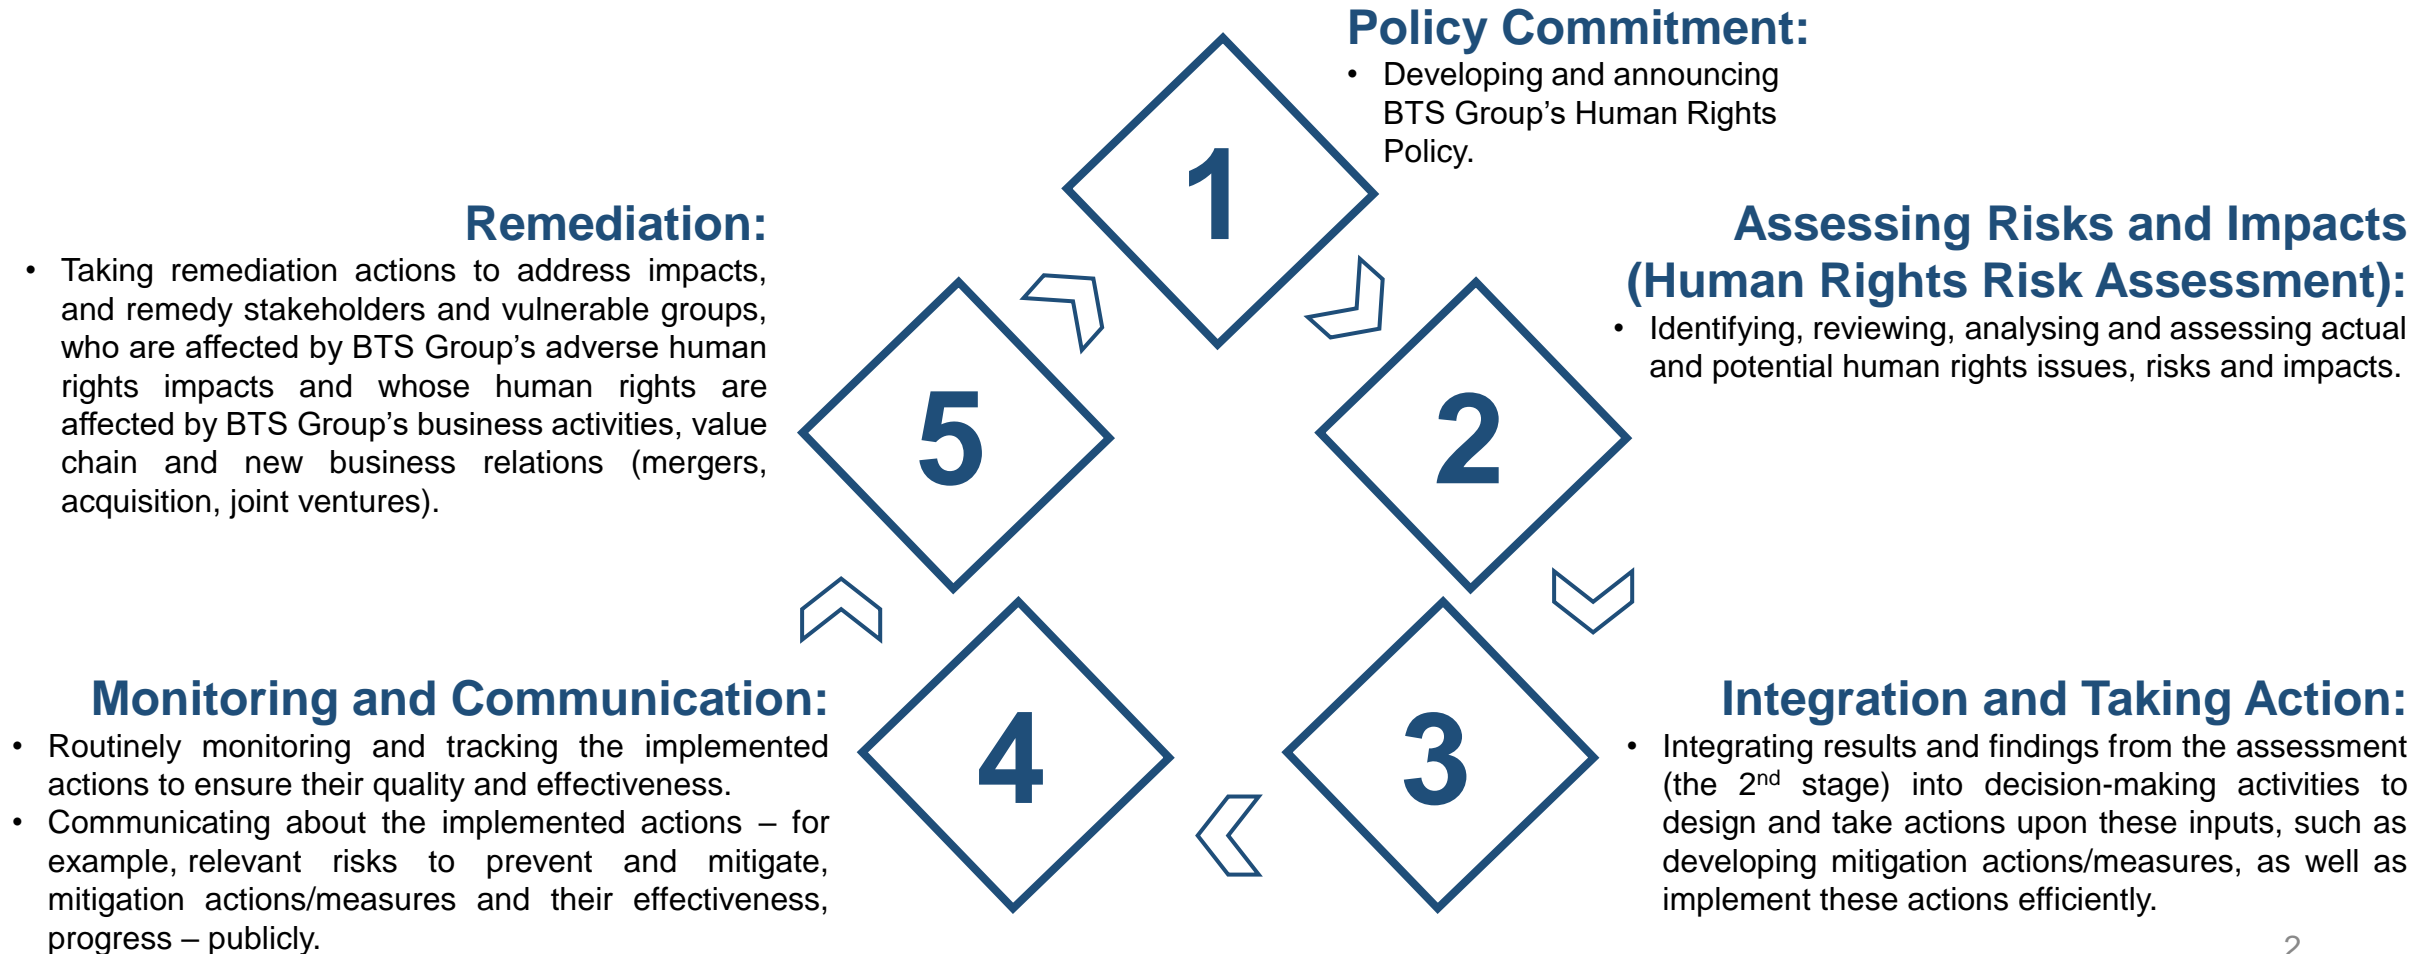 Policy Commitment:
• Developing and announcing
BTS Group’s Human Rights
Policy.
1
Assessing Risks and Impacts
(Human Rights Risk Assessment):
• Identifying, reviewing, analysing and assessing actual
and potential human rights issues, risks and impacts.
2
Integration and Taking Action:
• Integrating results and findings from the assessment
(the 2nd stage) into decision-making activities to
design and take actions upon these inputs, such as
developing mitigation actions/measures, as well as
implement these actions efficiently.
3
Monitoring and Communication:
• Routinely monitoring and tracking the implemented
actions to ensure their quality and effectiveness.
• Communicating about the implemented actions – for
example, relevant risks to prevent and mitigate,
mitigation actions/measures and their effectiveness,
progress – publicly.
4
Remediation:
• Taking remediation actions to address impacts,
and remedy stakeholders and vulnerable groups,
who are affected by BTS Group’s adverse human
rights impacts and whose human rights are
affected by BTS Group’s business activities, value
chain and new business relations (mergers,
acquisition, joint ventures).
5
2